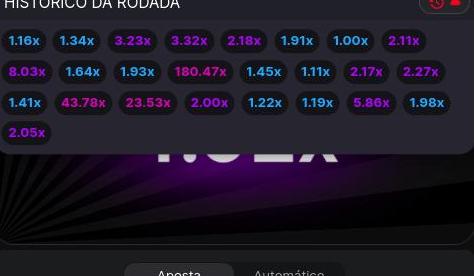 HISTÓRICO DA RODADA
1.16x 1.34x 3.23x 3.32x 2.18x 1.91x 1.00x 2.11x
8.03x 1.64x 1.93x 180.47x 1.45x 1.11x 2.17x 2.27x
1.41x 43.78x 23.53x 2.00x 1.22x 1.19x 5.86x 1.98x
2.05x
Aposta Automático